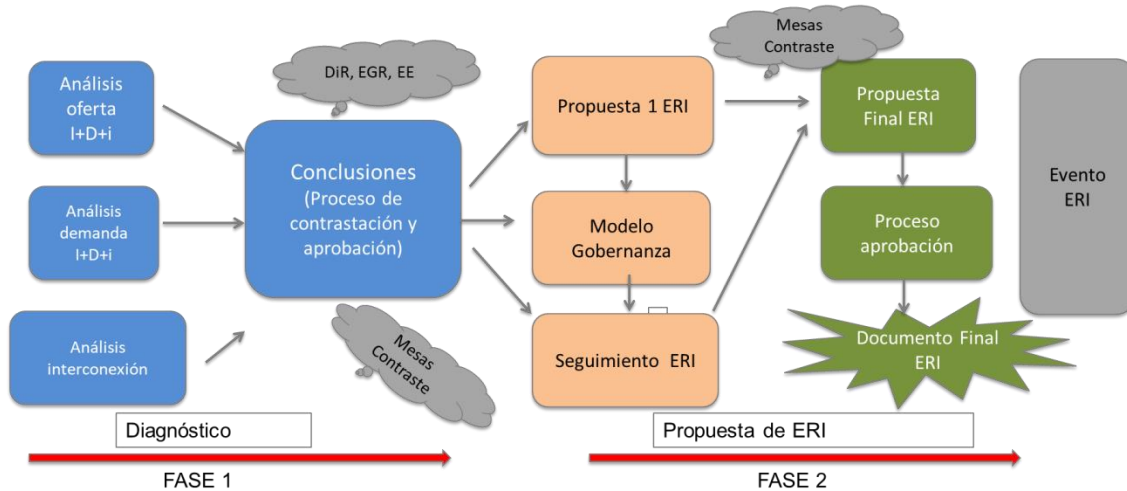 Análisis
oferta
I+D+i
Análisis
demanda
I+D+i
Análisis
interconexión
DiR, EGR, EE
Conclusiones
(Proceso de
contrastación y
aprobación)
Mesas
Contraste
Propuesta 1 ERI
Modelo
Gobernanza
Seguimiento ERI
Mesas
Contraste
Propuesta
Final ERI
Proceso
aprobación
Documento Final
ERI
Evento
ERI
Diagnóstico
FASE 1
Propuesta de ERI
FASE 2